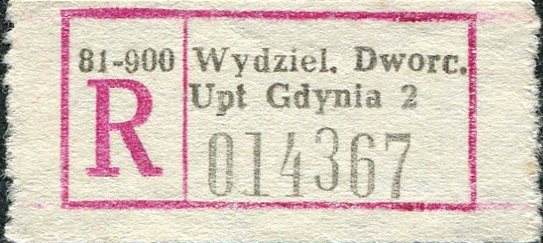 81-900 Wydziel. Dworc.
R Upt Gdynia 2
014367